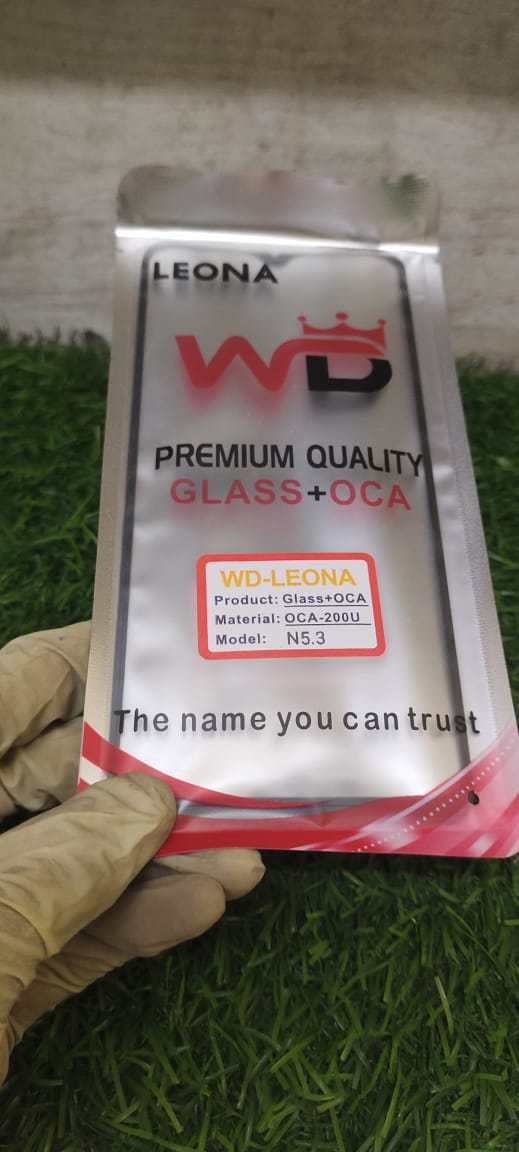 LEONA
WD
PREMIUM QUALITY
GLASS+OCA
WD-LEONA
Product: Glass+OCA
Material: OCA-200U
Model: N5.3
The name you can trust